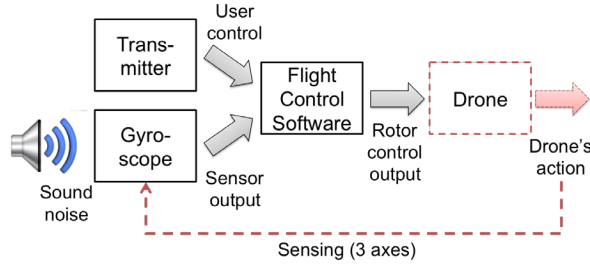 User
control
Trans-
mitter
Flight
Control
Software
Drone
Gyro-
scope
Sound
noise
Sensor
output
Rotor
control
output
Drone's
action
Sensing (3 axes)